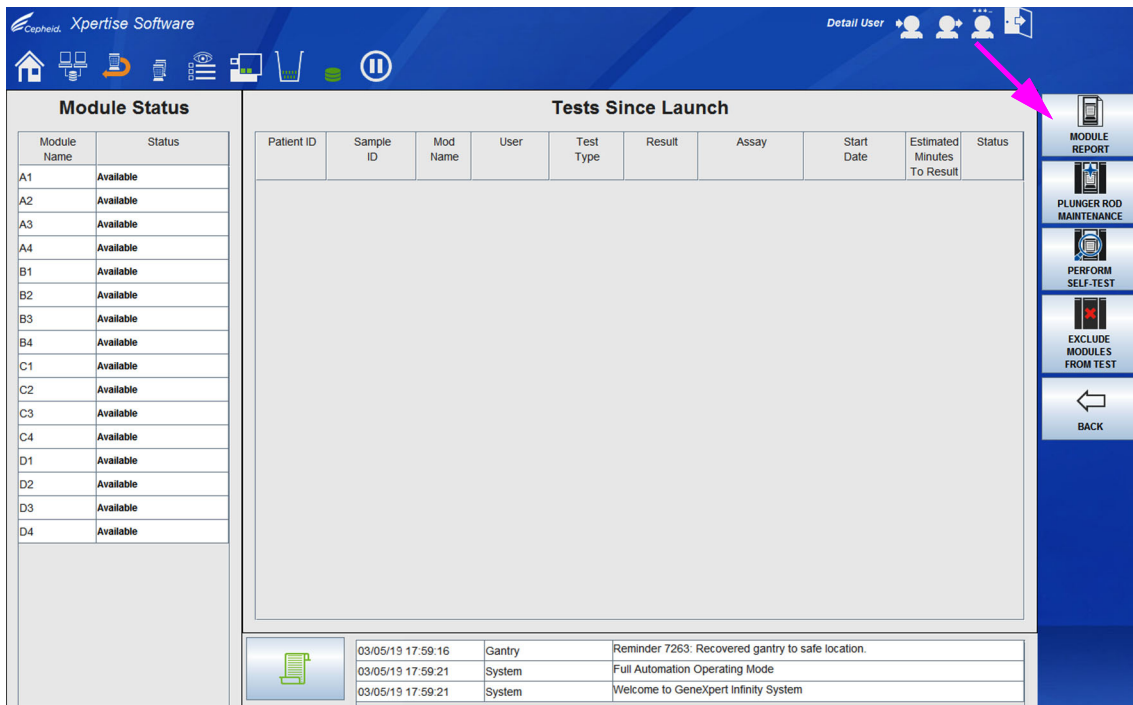 Cepheid. Xpertise Software
Detail User
Module Status
Module Name Status
A1 Available
A2 Available
A3 Available
A4 Available
B1 Available
B2 Available
B3 Available
B4 Available
C1 Available
C2 Available
C3 Available
C4 Available
D1 Available
D2 Available
D3 Available
D4 Available
Tests Since Launch
Patient ID Sample ID Mod Name User Test Type Result Assay Start Date Estimated Minutes To Result Status
03/05/19 17:59:16 Gantry Reminder 7263: Recovered gantry to safe location.
03/05/19 17:59:21 System Full Automation Operating Mode
03/05/19 17:59:21 System Welcome to GeneXpert Infinity System
MODULE
REPORT
PLUNGER ROD
MAINTENANCE
PERFORM
SELF-TEST
EXCLUDE
MODULES
FROM TEST
BACK